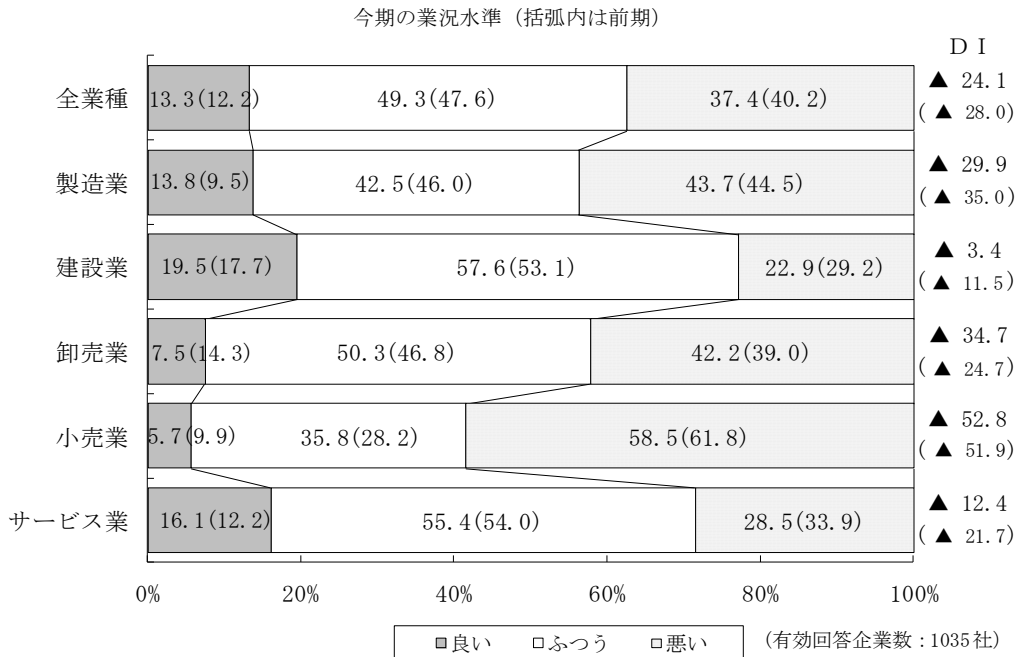 今期の業況水準（括弧内は前期）
ＤＩ
全業種 13.3(12.2) 49.3(47.6) 37.4(40.2) ▲ 24.1
(▲ 28.0)
製造業 13.8(9.5) 42.5(46.0) 43.7(44.5) ▲ 29.9
(▲ 35.0)
建設業 19.5(17.7) 57.6(53.1) 22.9(29.2) ▲ 3.4
(▲ 11.5)
卸売業 7.5(14.3) 50.3(46.8) 42.2(39.0) ▲ 34.7
(▲ 24.7)
小売業 5.7(9.9) 35.8(28.2) 58.5(61.8) ▲ 52.8
(▲ 51.9)
サービス業 16.1(12.2) 55.4(54.0) 28.5(33.9) ▲ 12.4
(▲ 21.7)
0% 20% 40% 60% 80% 100%
良い ふつう 悪い (有効回答企業数：1035社)